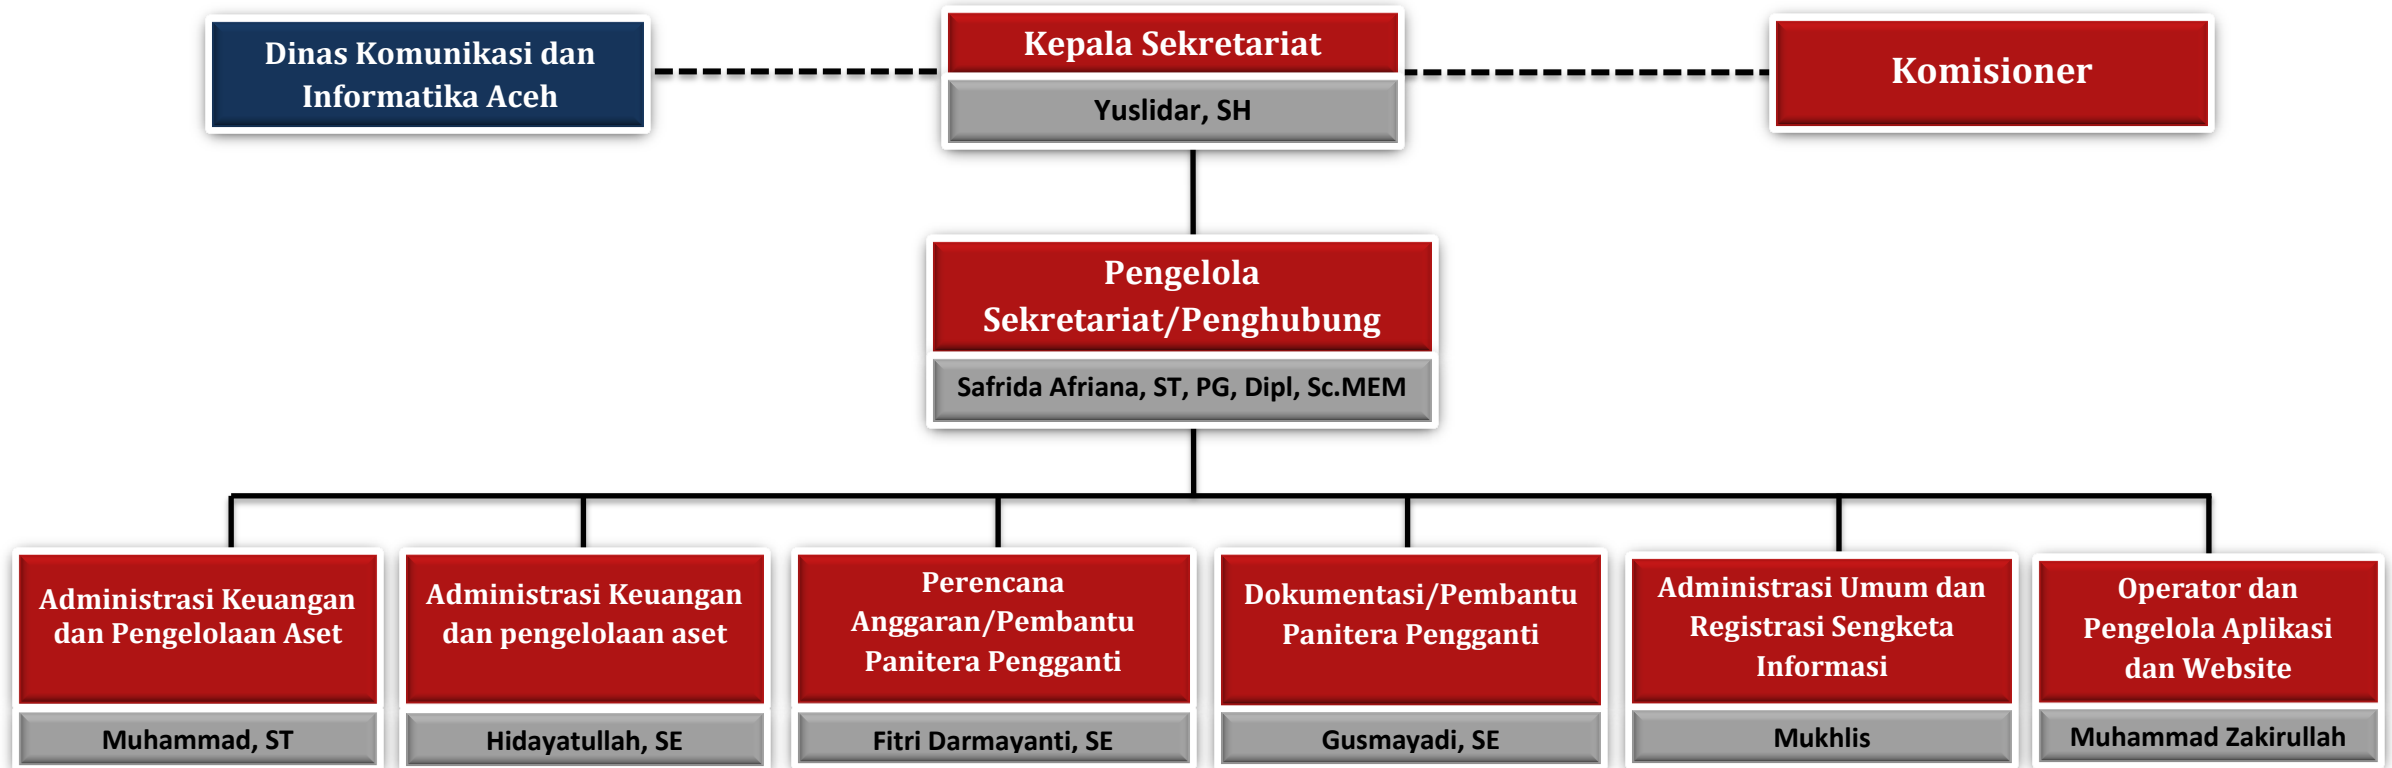 Dinas Komunikasi dan
Informatika Aceh
Kepala Sekretariat
Yuslidar, SH
Komisioner
Pengelola
Sekretariat/Penghubung
Safrida Afriana, ST, PG, Dipl, Sc.MEM
Administrasi Keuangan
dan Pengelolaan Aset
Muhammad, ST
Administrasi Keuangan
dan pengelolaan aset
Hidayatullah, SE
Perencana
Anggaran/Pembantu
Panitera Pengganti
Fitri Darmayanti, SE
Dokumentasi/Pembantu
Panitera Pengganti
Gusmayadi, SE
Administrasi Umum dan
Registrasi Sengketa
Informasi
Mukhlis
Operator dan
Pengelola Aplikasi
dan Website
Muhammad Zakirullah